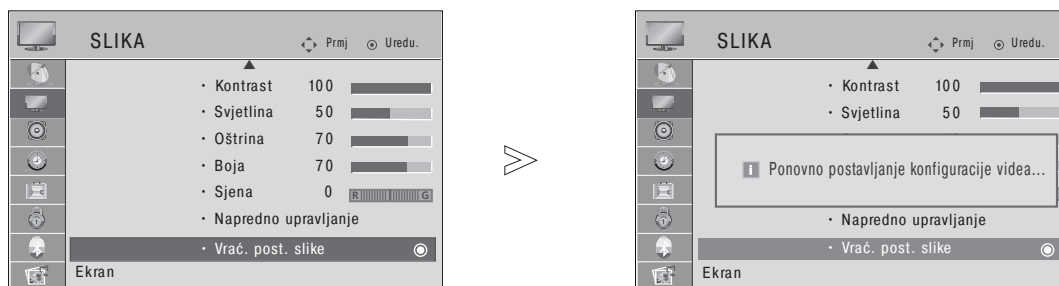 SLIKA Prmj Uredu.
• Kontrast 100
• Svjetlina 50
• Oštrina 70
• Boja 70
• Sjena 0 R G
• Napredno upravljanje
• Vrać. post. slike
Ekran
SLIKA Prmj Uredu.
• Kontrast 100
• Svjetlina 50
i Ponovno postavljanje konfiguracije videa...
• Napredno upravljanje
• Vrać. post. slike
Ekran